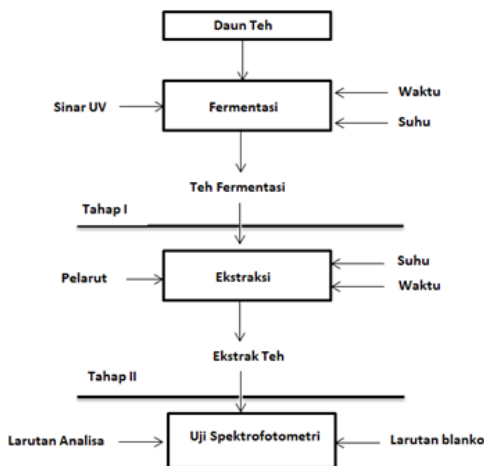 Daun Teh
Sinar UV
Fermentasi
Waktu
Suhu
Teh Fermentasi
Tahap I
Pelarut
Ekstraksi
Suhu
Waktu
Ekstrak Teh
Tahap II
Larutan Analisa
Uji Spektrofotometri
Larutan blanko